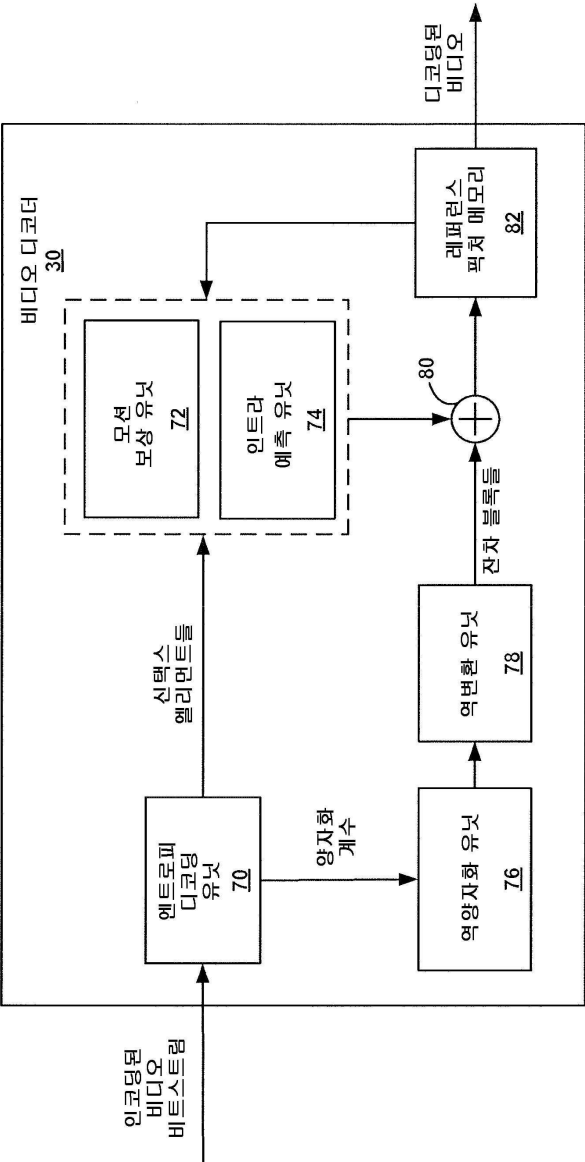 인코딩된
비디오
비트스트림
비디오 디코더
30
엔트로피
디코딩
유닛
70
신택스
엘리먼트들
모션
보상 유닛
72
인트라
예측 유닛
74
양자화
계수
역양자화 유닛
76
역변환 유닛
78
잔차 블록들
80
레퍼런스
픽처 메모리
82
디코딩된
비디오